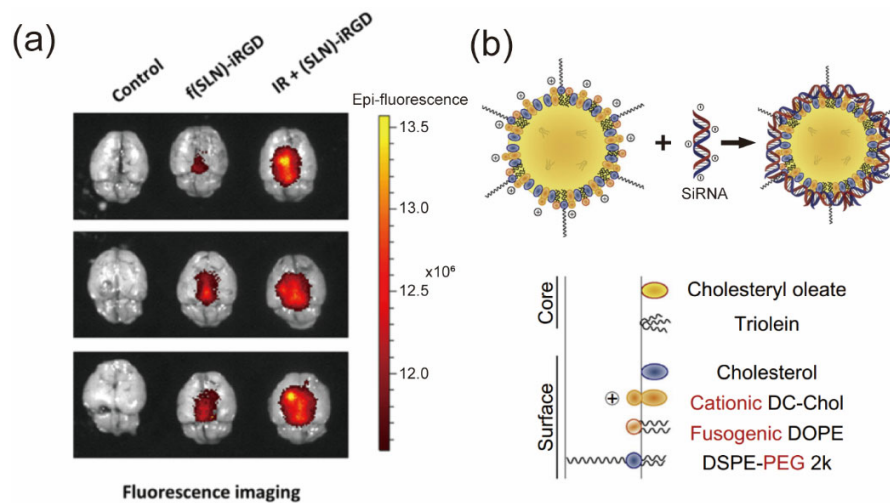 (a)
Control
f(SLN)-iRGD
IR + (SLN)-iRGD
Epi-fluorescence
13.5
13.0
x10⁶
12.5
12.0
Fluorescence imaging
(b)
+
SiRNA
Core
Cholesteryl oleate
Triolein
Surface
Cholesterol
+
Cationic DC-Chol
Fusogenic DOPE
DSPE-PEG 2k